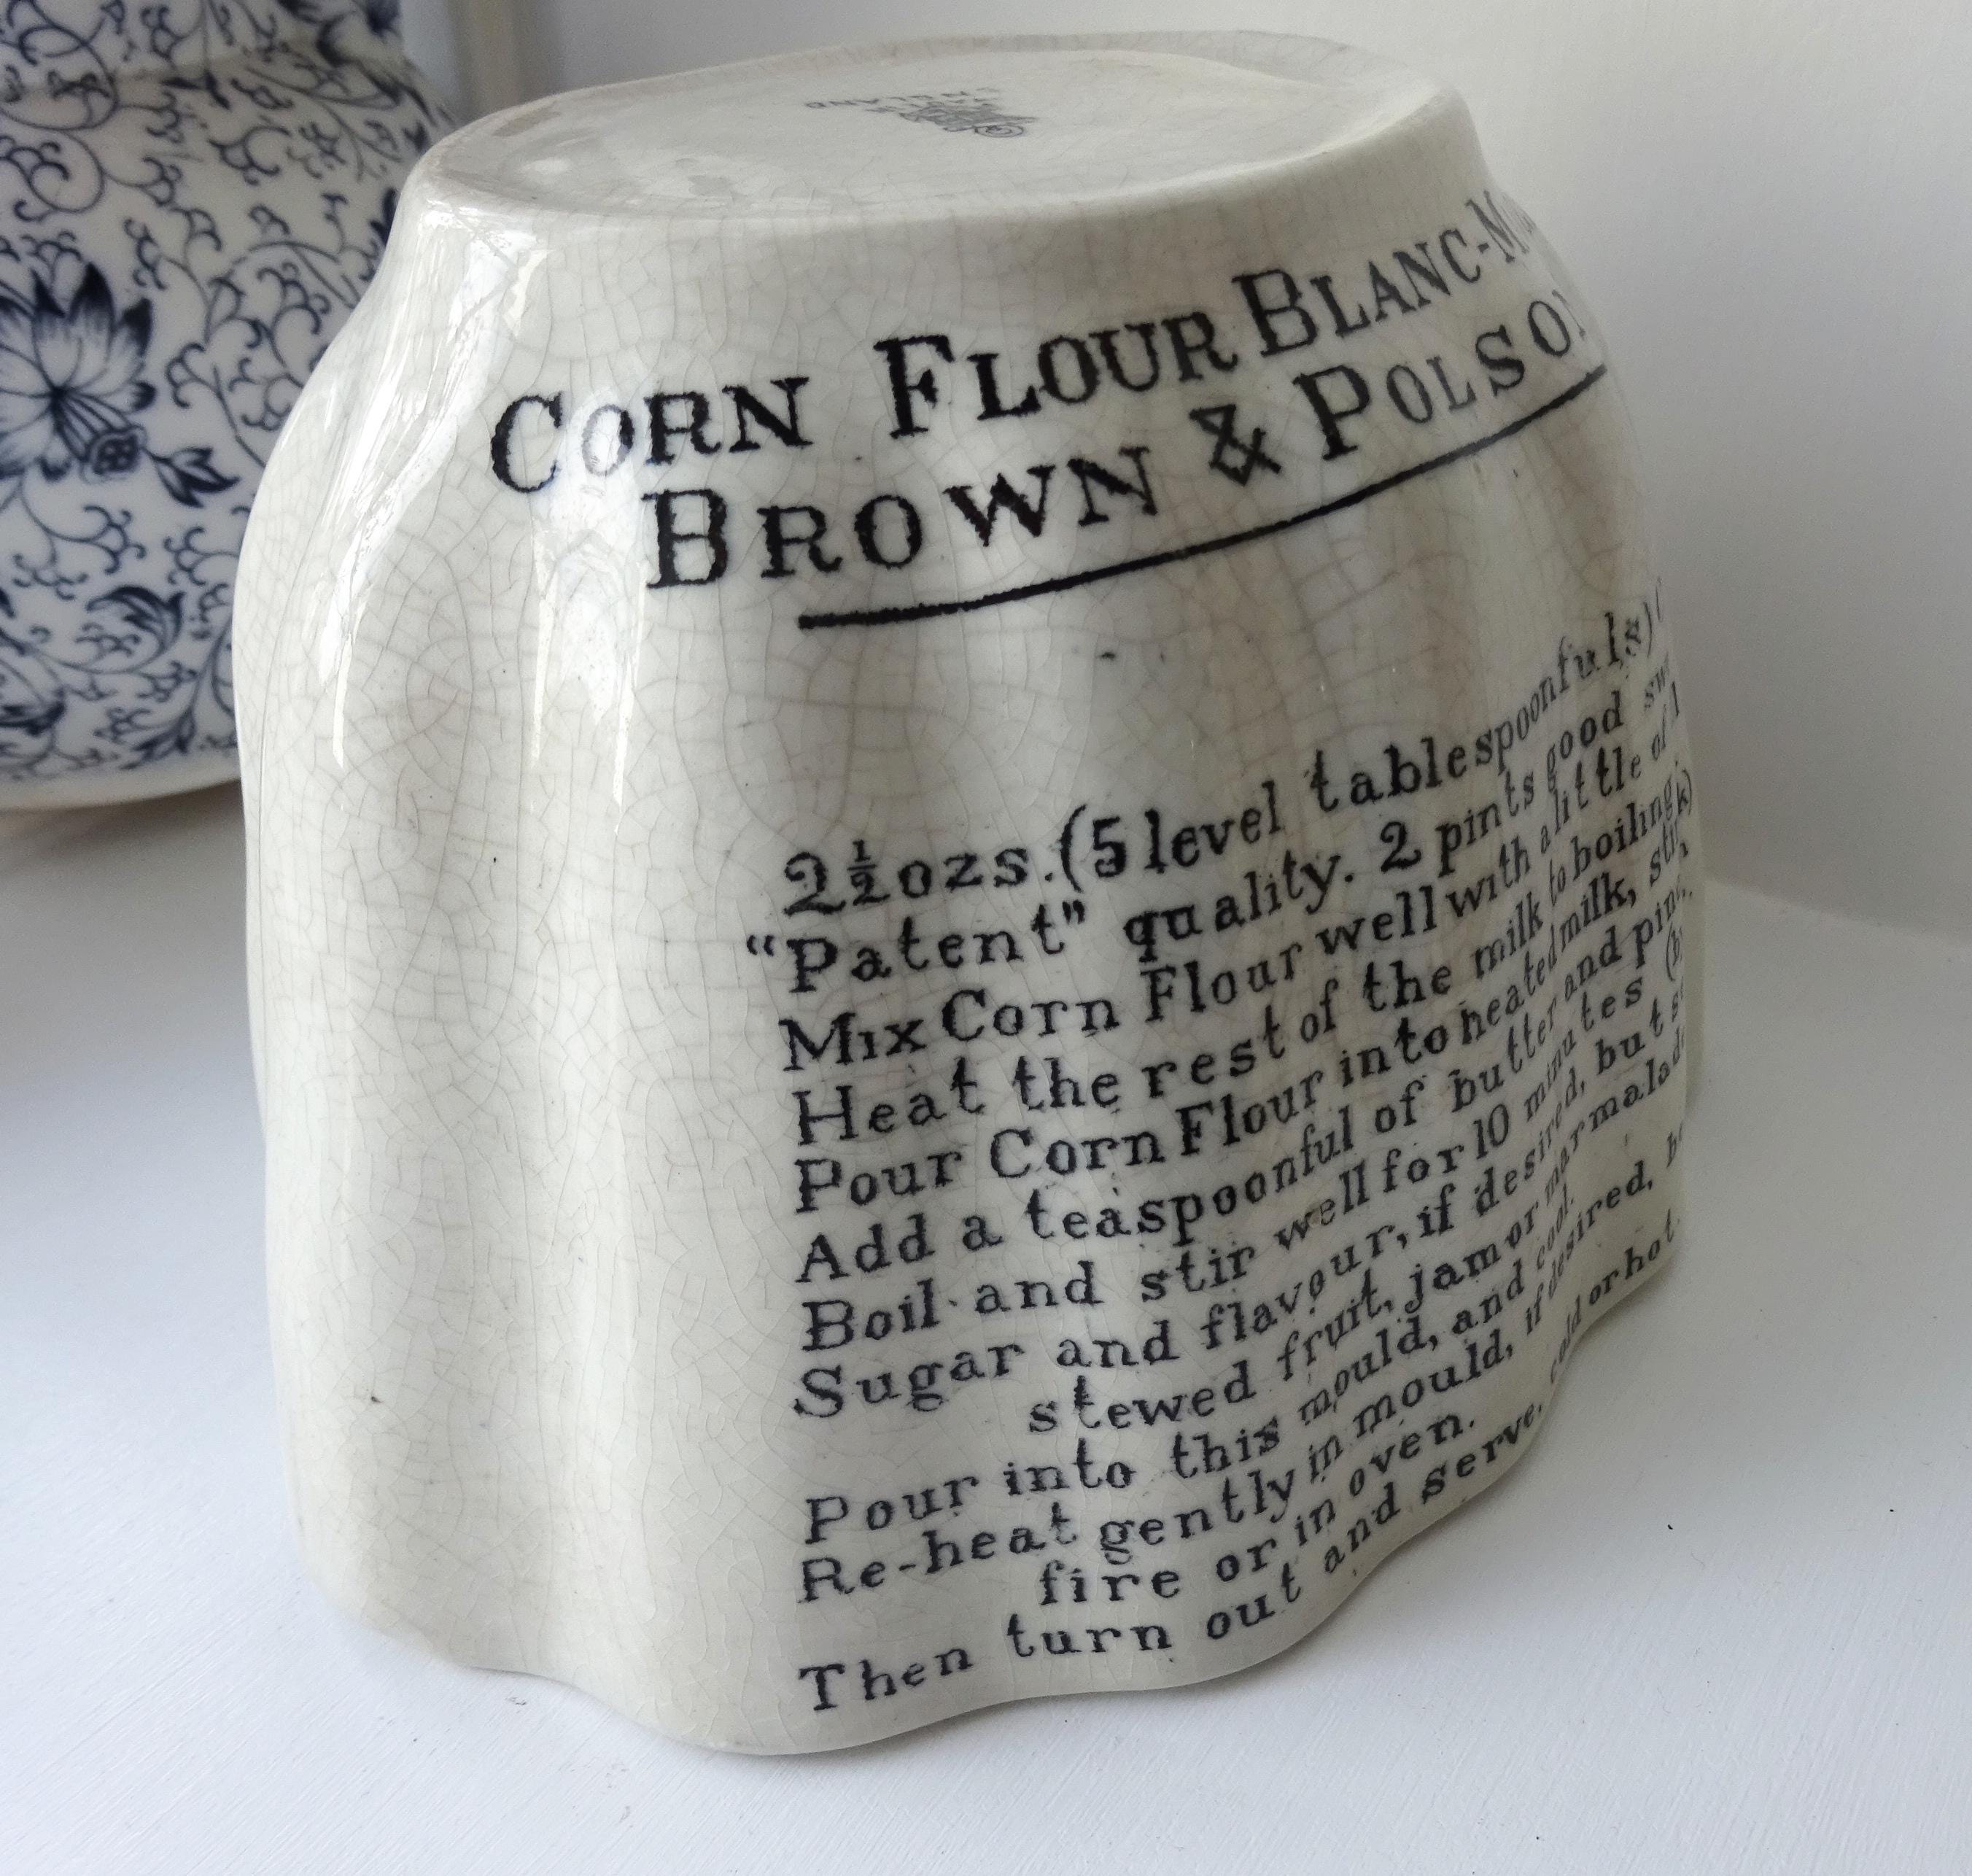 ENGLAND
CORN FLOUR BLANC-M
BROWN & POLSON
2½ozs.(5 level tablespoonfuls)
"Patent" quality. 2 pints good
Mix Corn Flour well with a little of
Heat the rest of the milk to boiling
Pour Corn Flour into heated milk,
Add a teaspoonful of butter and
Boil and stir well for 10 minutes
Sugar and flavour, if desired, but
stewed fruit, jam or
Pour into this mould, and cool.
Re-heat gently in mould, if desired,
fire or in oven.
Then turn out and serve, cold or hot